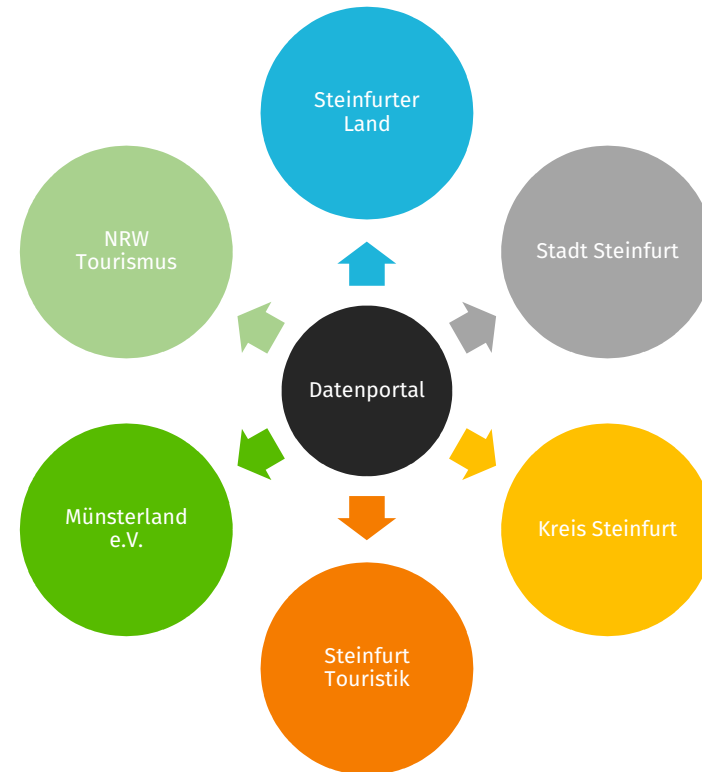 Steinfurter
Land
Stadt Steinfurt
NRW
Tourismus
Datenportal
Münsterland
e.V.
Kreis Steinfurt
Steinfurt
Touristik